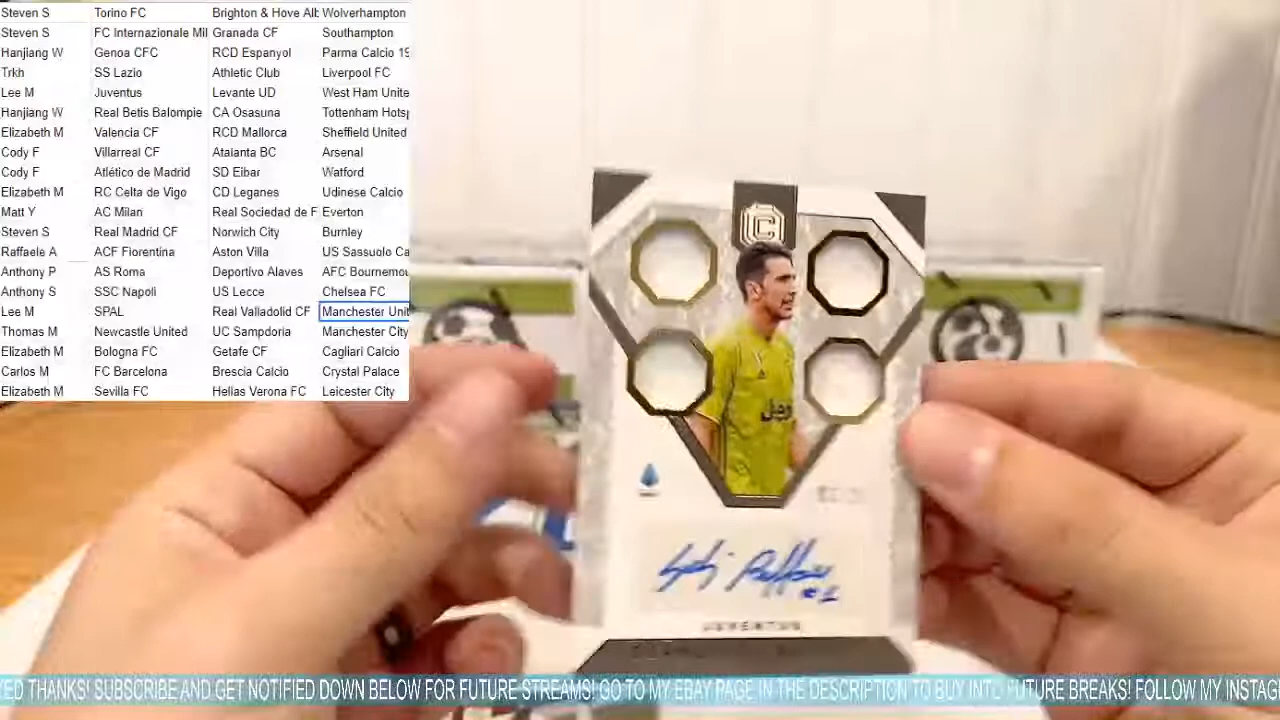 Steven S Torino FC Brighton & Hove Alb Wolverhampton
Steven S FC Internazionale Mil Granada CF Southampton
Hanjiang W Genoa CFC RCD Espanyol Parma Calcio 19
Trkh SS Lazio Athletic Club Liverpool FC
Lee M Juventus Levante UD West Ham Unite
Hanjiang W Real Betis Balompie CA Osasuna Tottenham Hotsp
Elizabeth M Valencia CF RCD Mallorca Sheffield United
Cody F Villarreal CF Atalanta BC Arsenal
Cody F Atlético de Madrid SD Eibar Watford
Elizabeth M RC Celta de Vigo CD Leganes Udinese Calcio
Matt Y AC Milan Real Sociedad de F Everton
Steven S Real Madrid CF Norwich City Burnley
Raffaele A ACF Fiorentina Aston Villa US Sassuolo Ca
Anthony P AS Roma Deportivo Alaves AFC Bournemou
Anthony S SSC Napoli US Lecce Chelsea FC
Lee M SPAL Real Valladolid CF Manchester Unit
Thomas M Newcastle United UC Sampdoria Manchester City
Elizabeth M Bologna FC Getafe CF Cagliari Calcio
Carlos M FC Barcelona Brescia Calcio Crystal Palace
Elizabeth M Sevilla FC Hellas Verona FC Leicester City
C
Jeep
#1
JUVENTUS
YED THANKS! SUBSCRIBE AND GET NOTIFIED DOWN BELOW FOR FUTURE STREAMS! GO TO MY EBAY PAGE IN THE DESCRIPTION TO BUY INTO FUTURE BREAKS! FOLLOW MY INSTAG